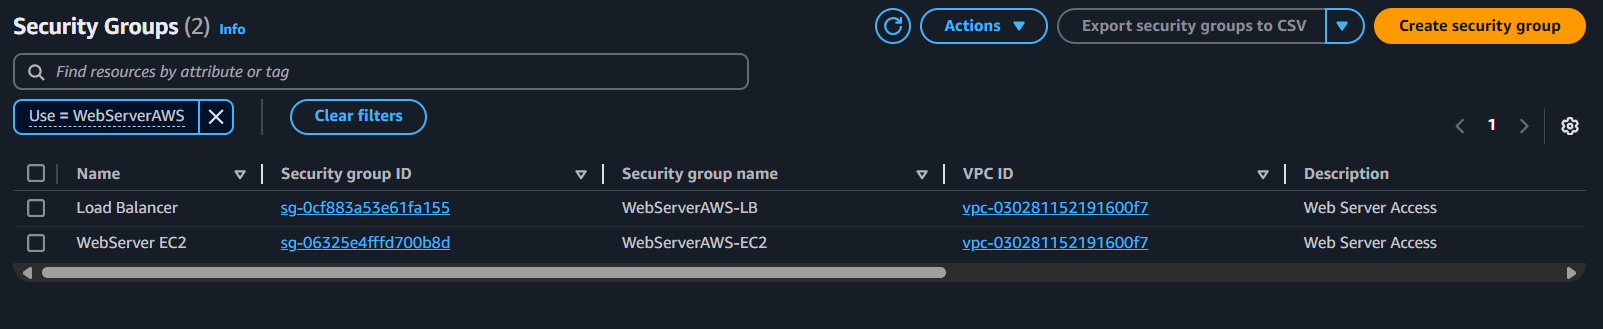 Security Groups (2) Info
Actions
Export security groups to CSV
Create security group
Find resources by attribute or tag
Use = WebServerAWS
Clear filters
1
Name Security group ID Security group name VPC ID Description
Load Balancer sg-0cf883a53e61fa155 WebServerAWS-LB vpc-030281152191600f7 Web Server Access
WebServer EC2 sg-06325e4fffd700b8d WebServerAWS-EC2 vpc-030281152191600f7 Web Server Access